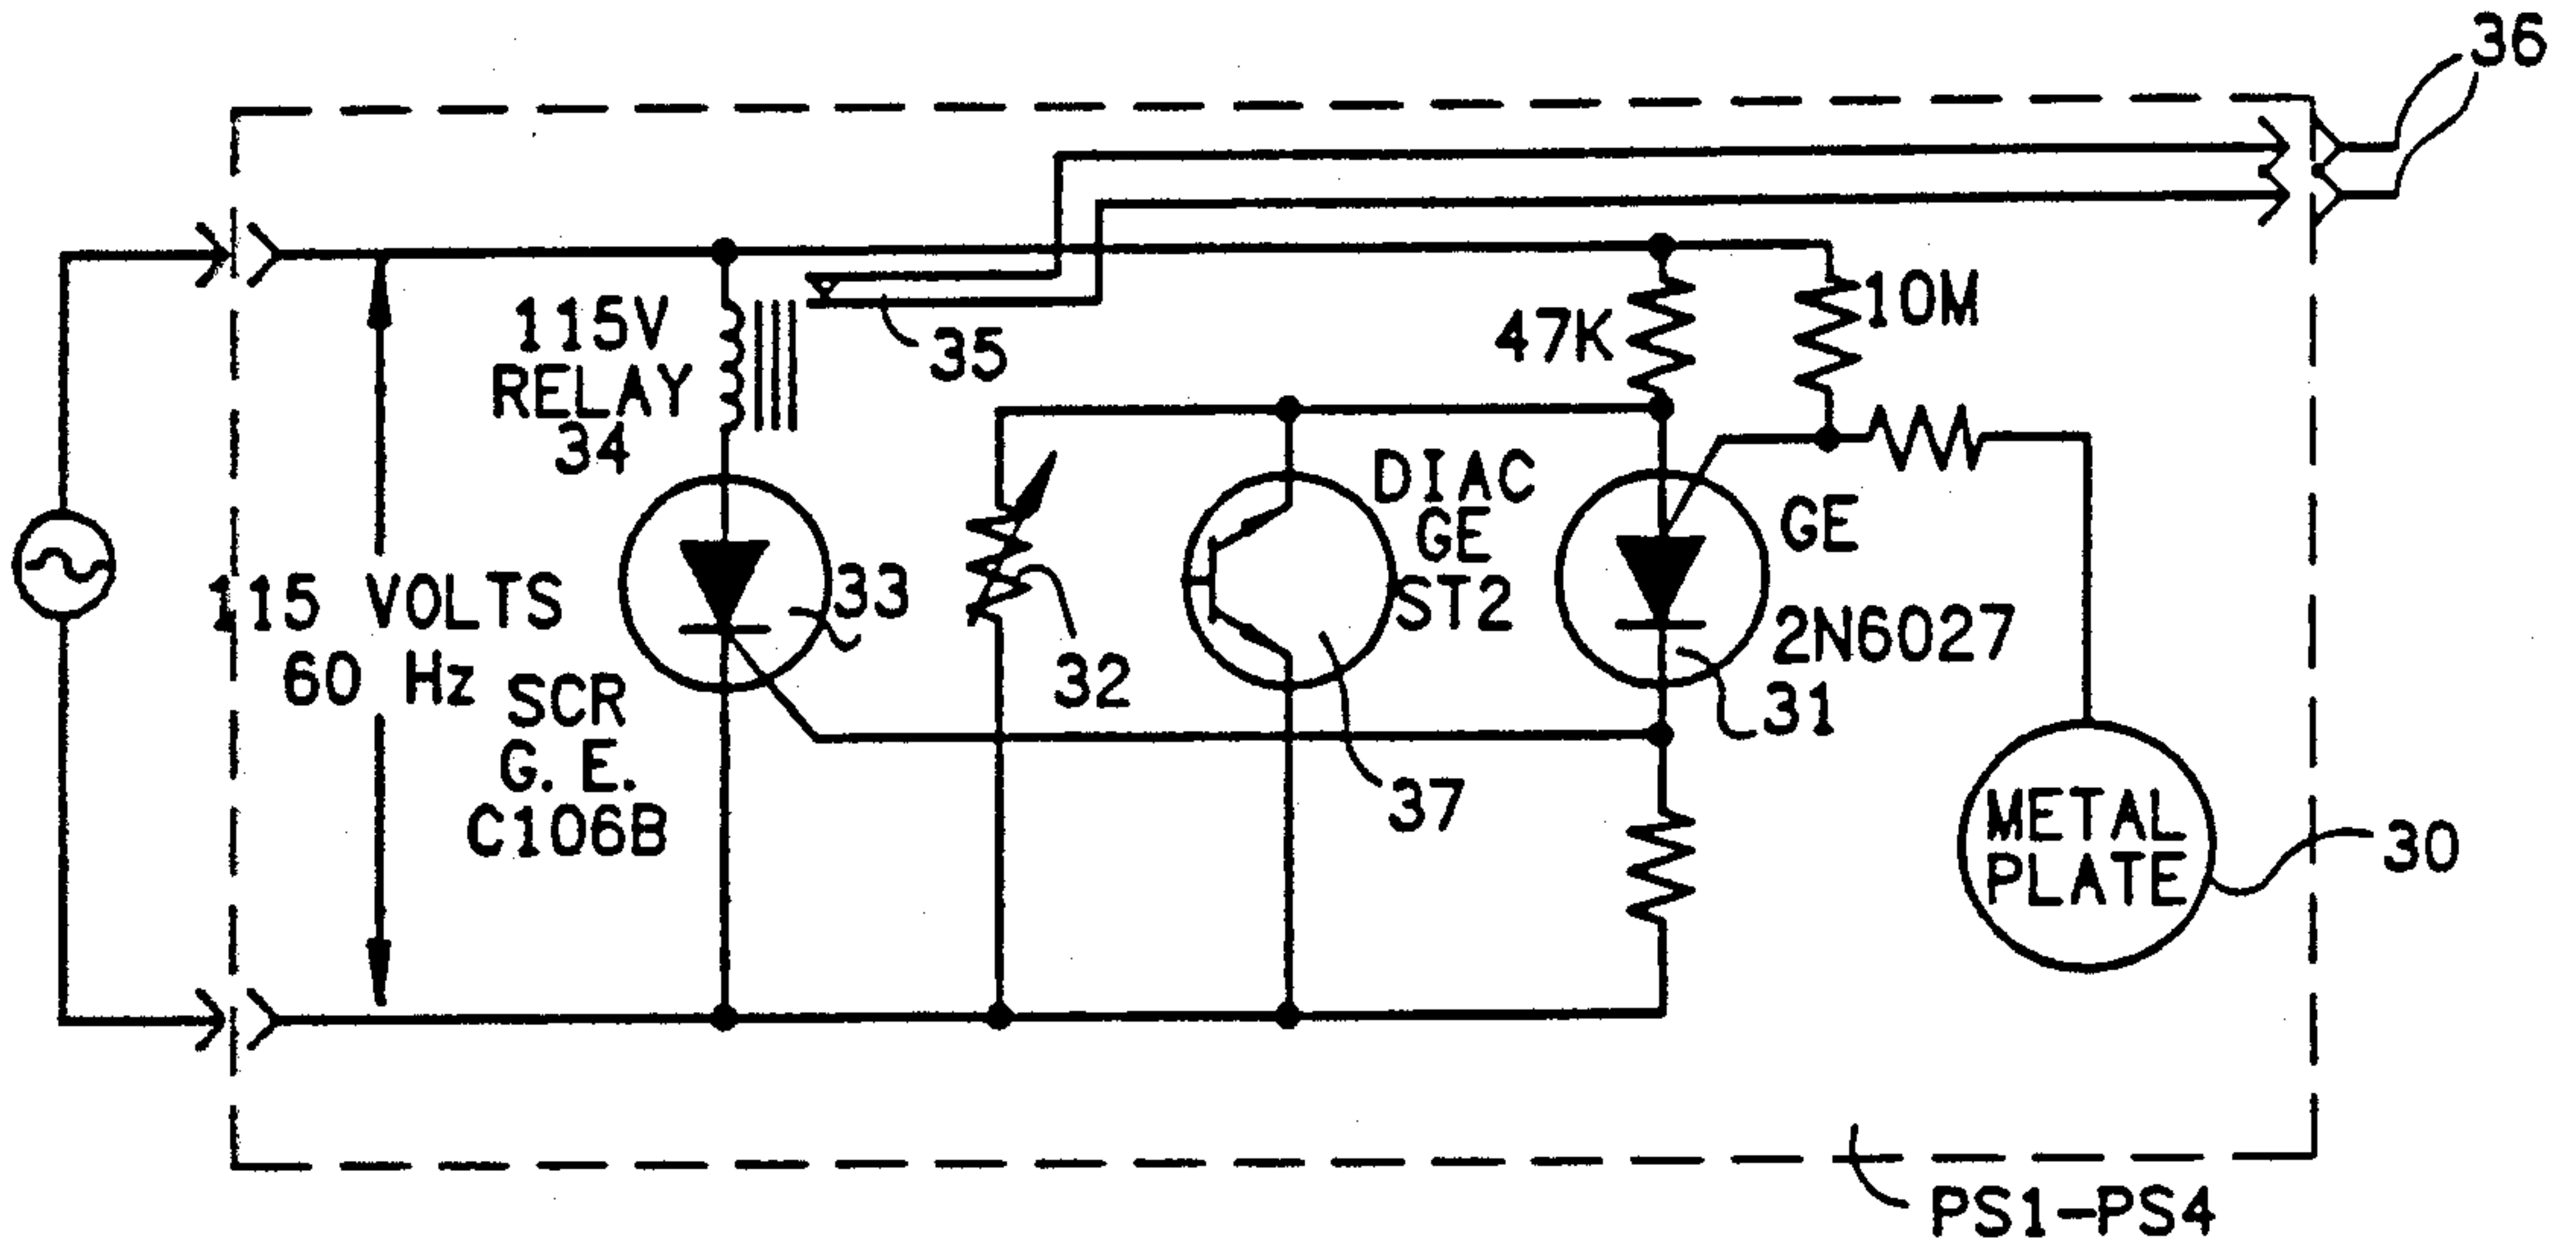 36
115V
RELAY
34
35
47K
10M
115 VOLTS
60 Hz
SCR
G. E.
C106B
33
32
DIAC
GE
ST2
37
GE
2N6027
31
METAL
PLATE
30
PS1-PS4